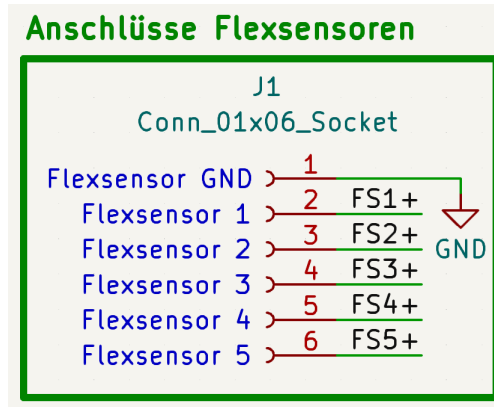 Anschlüsse Flexsensoren
J1
Conn_01x06_Socket
Flexsensor GND 1
Flexsensor 1 2 FS1+
Flexsensor 2 3 FS2+
GND
Flexsensor 3 4 FS3+
Flexsensor 4 5 FS4+
Flexsensor 5 6 FS5+